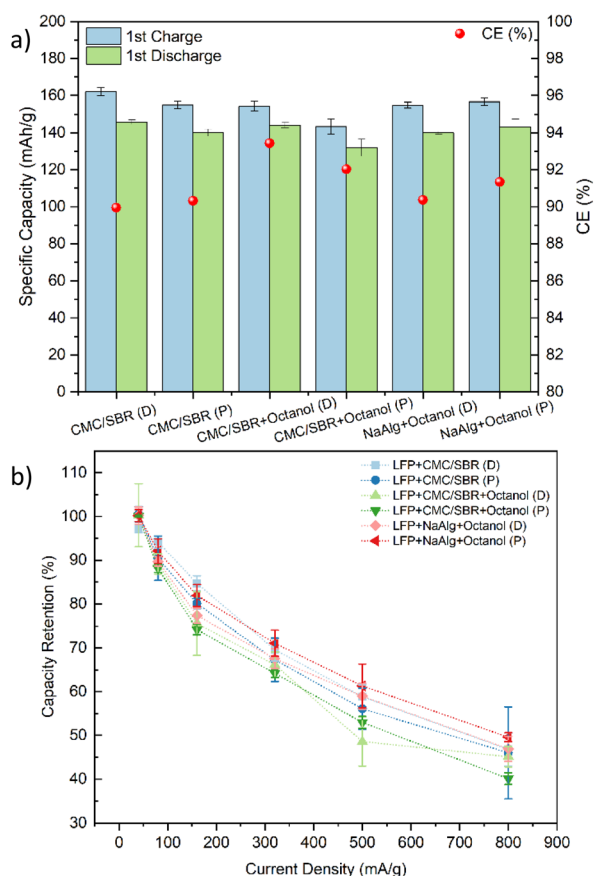 a)
1st Charge
1st Discharge
CE (%)
Specific Capacity (mAh/g)
200
180
160
140
120
100
80
60
40
20
0
100
98
96
94
92
90
88
86
84
82
80
CE (%)
CMC/SBR (D)
CMC/SBR (P)
CMC/SBR+Octanol (D)
CMC/SBR+Octanol (P)
NaAlg+Octanol (D)
NaAlg+Octanol (P)
b)
LFP+CMC/SBR (D)
LFP+CMC/SBR (P)
LFP+CMC/SBR+Octanol (D)
LFP+CMC/SBR+Octanol (P)
LFP+NaAlg+Octanol (D)
LFP+NaAlg+Octanol (P)
Capacity Retention (%)
110
100
90
80
70
60
50
40
30
0 100 200 300 400 500 600 700 800 900
Current Density (mA/g)